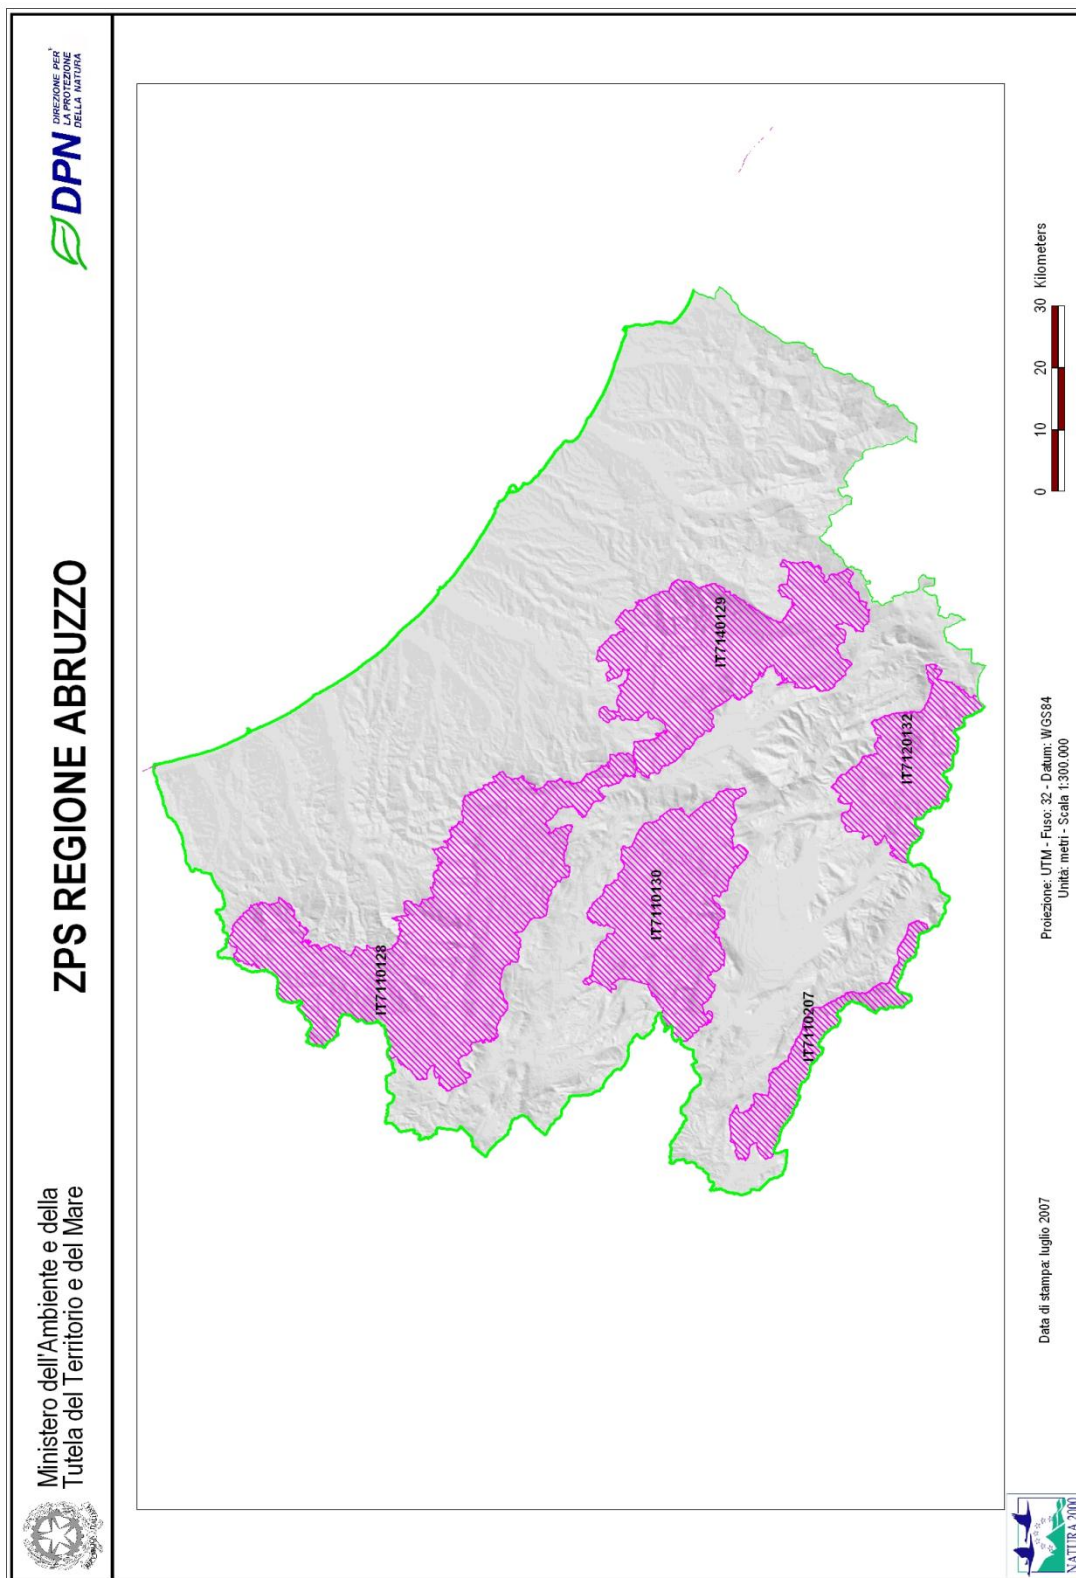 Ministero dell'Ambiente e della
Tutela del Territorio e del Mare
ZPS REGIONE ABRUZZO
DPN
DIREZIONE PER
LA PROTEZIONE
DELLA NATURA
IT7110128
IT7140129
IT7110130
IT7120132
IT7110207
NATURA 2000
Data di stampa: luglio 2007
Proiezione: UTM - Fuso: 32 - Datum: WGS84
Unità: metri - Scala 1:300.000
0 10 20 30 Kilometers